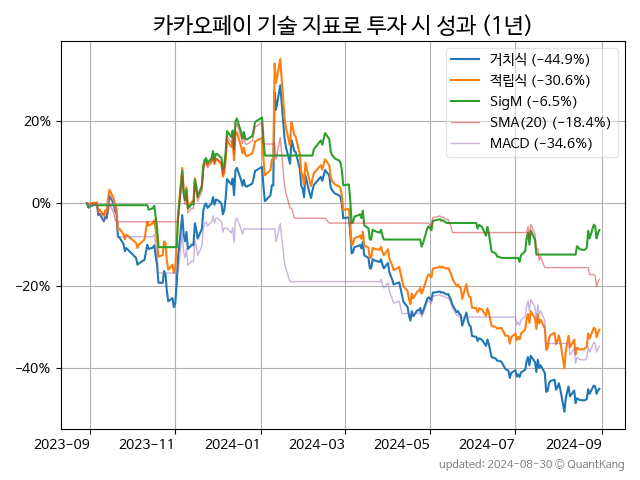 카카오페이 기술 지표로 투자 시 성과 (1년)
거치식 (−44.9%)
적립식 (−30.6%)
SigM (−6.5%)
SMA(20) (−18.4%)
MACD (−34.6%)
20%
0%
−20%
−40%
2023-09 2023-11 2024-01 2024-03 2024-05 2024-07 2024-09
updated: 2024-08-30 © QuantKang